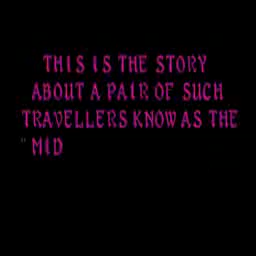 THIS IS THE STORY
ABOUT A PAIR OF SUCH
TRAVELLERS KNOW AS THE
" MID